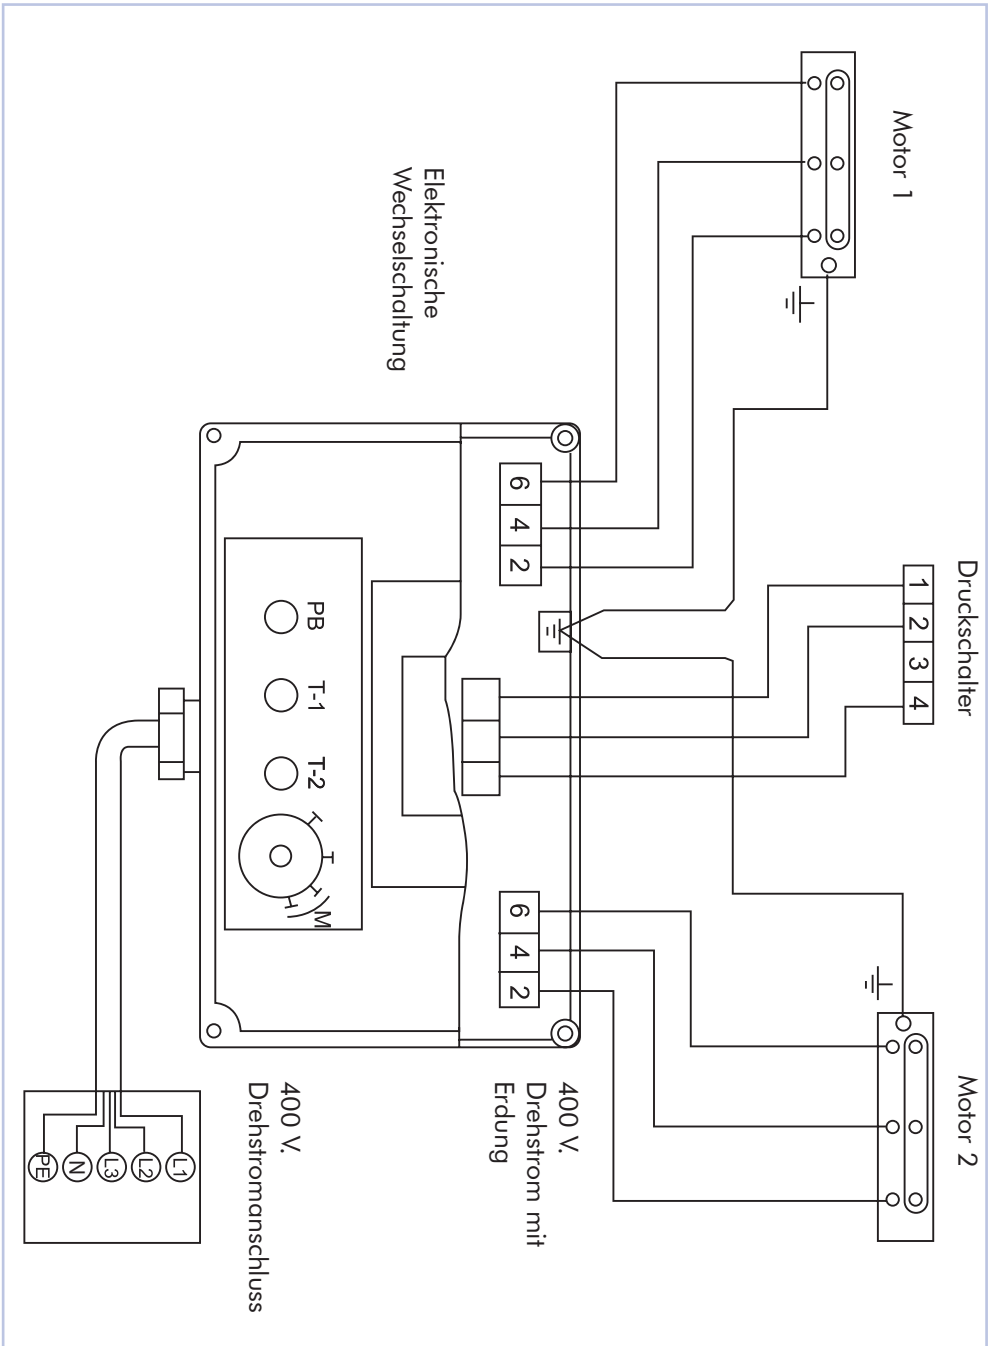 Motor 1
Druckschalter
Motor 2
1 2 3 4
6 4 2
6 4 2
400 V.
Drehstrom mit
Erdung
Elektronische
Wechselschaltung
PB
T-1
T-2
M
400 V.
Drehstromanschluss
L1
L2
L3
N
PE